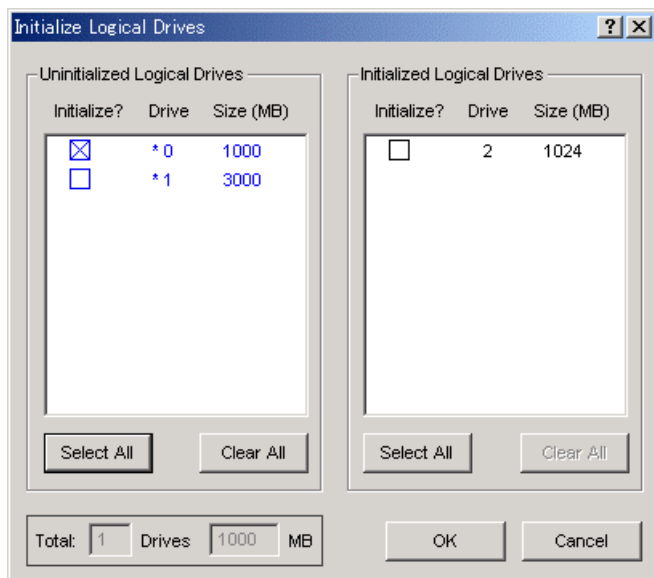 Initialize Logical Drives
Uninitialized Logical Drives
Initialize? Drive Size (MB)
* 0 1000
* 1 3000
Select All Clear All
Initialized Logical Drives
Initialize? Drive Size (MB)
2 1024
Select All Clear All
Total: 1 Drives 1000 MB
OK Cancel